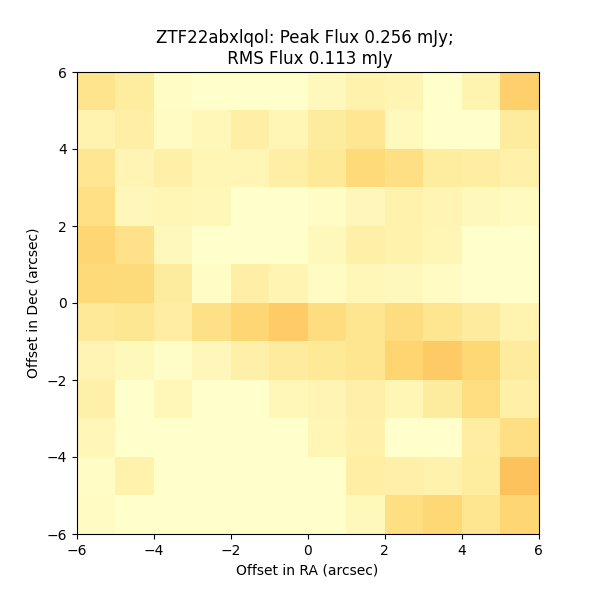 ZTF22abxlqol: Peak Flux 0.256 mJy;
RMS Flux 0.113 mJy
6
4
2
0
−2
−4
−6
Offset in Dec (arcsec)
−6 −4 −2 0 2 4 6
Offset in RA (arcsec)